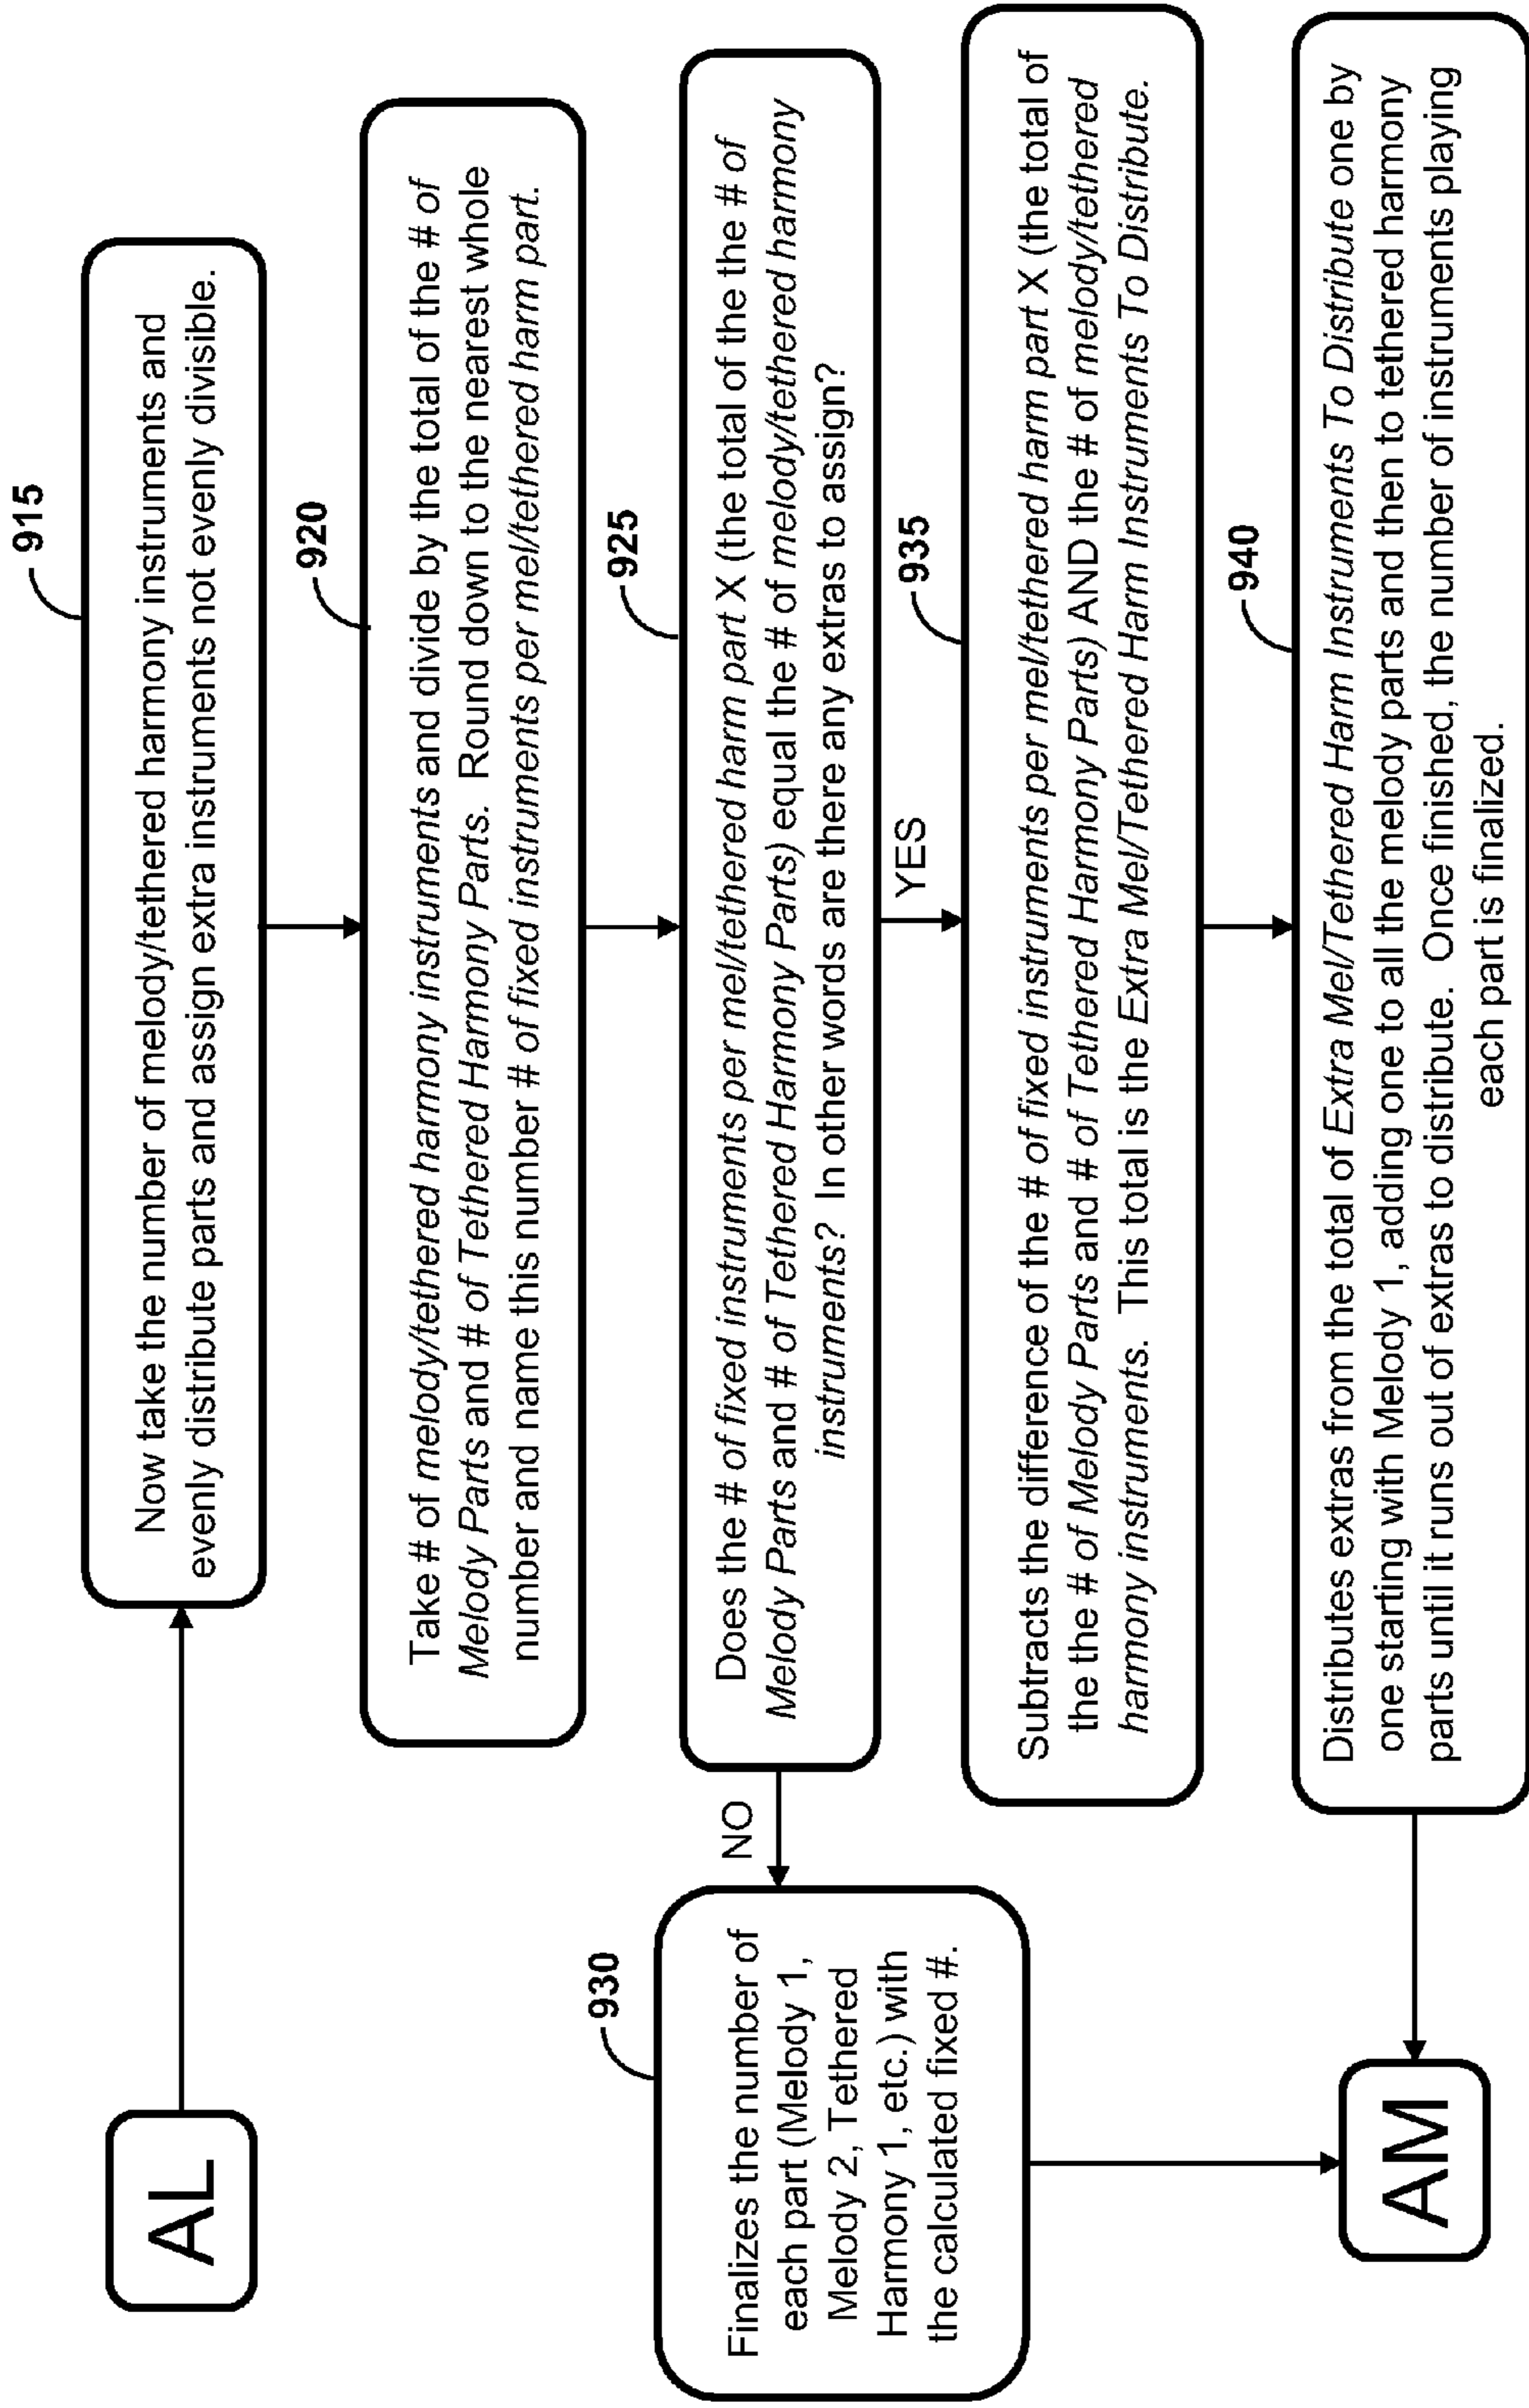 915
Now take the number of melody/tethered harmony instruments and
evenly distribute parts and assign extra instruments not evenly divisible.
AL
920
Take # of melody/tethered harmony instruments and divide by the total of the # of
Melody Parts and # of Tethered Harmony Parts. Round down to the nearest whole
number and name this number # of fixed instruments per mel/tethered harm part.
925
Does the # of fixed instruments per mel/tethered harm part X (the total of the the # of
Melody Parts and # of Tethered Harmony Parts) equal the # of melody/tethered harmony
instruments? In other words are there any extras to assign?
NO
YES
930
Finalizes the number of
each part (Melody 1,
Melody 2, Tethered
Harmony 1, etc.) with
the calculated fixed #.
935
Subtracts the difference of the # of fixed instruments per mel/tethered harm part X (the total of
the the # of Melody Parts and # of Tethered Harmony Parts) AND the # of melody/tethered
harmony instruments. This total is the Extra Mel/Tethered Harm Instruments To Distribute.
940
Distributes extras from the total of Extra Mel/Tethered Harm Instruments To Distribute one by
one starting with Melody 1, adding one to all the melody parts and then to tethered harmony
parts until it runs out of extras to distribute. Once finished, the number of instruments playing
each part is finalized.
AM